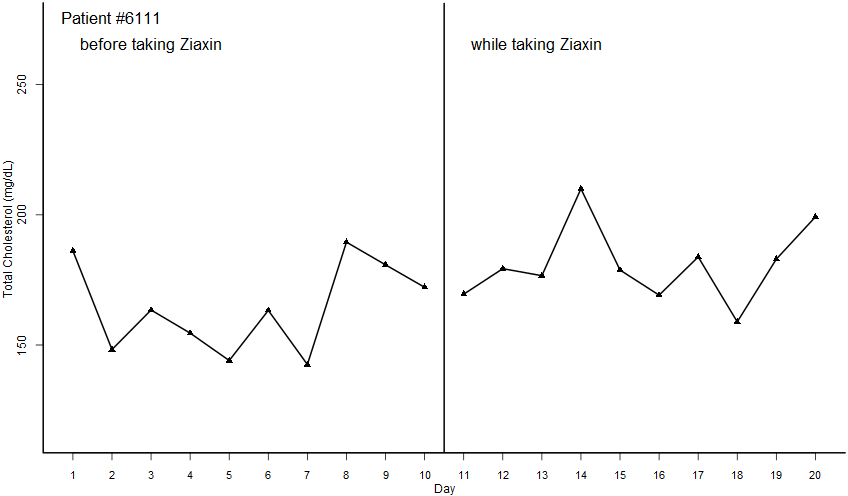 Patient #6111
before taking Ziaxin
while taking Ziaxin
Total Cholesterol (mg/dL)
250
200
150
1 2 3 4 5 6 7 8 9 10 11 12 13 14 15 16 17 18 19 20
Day